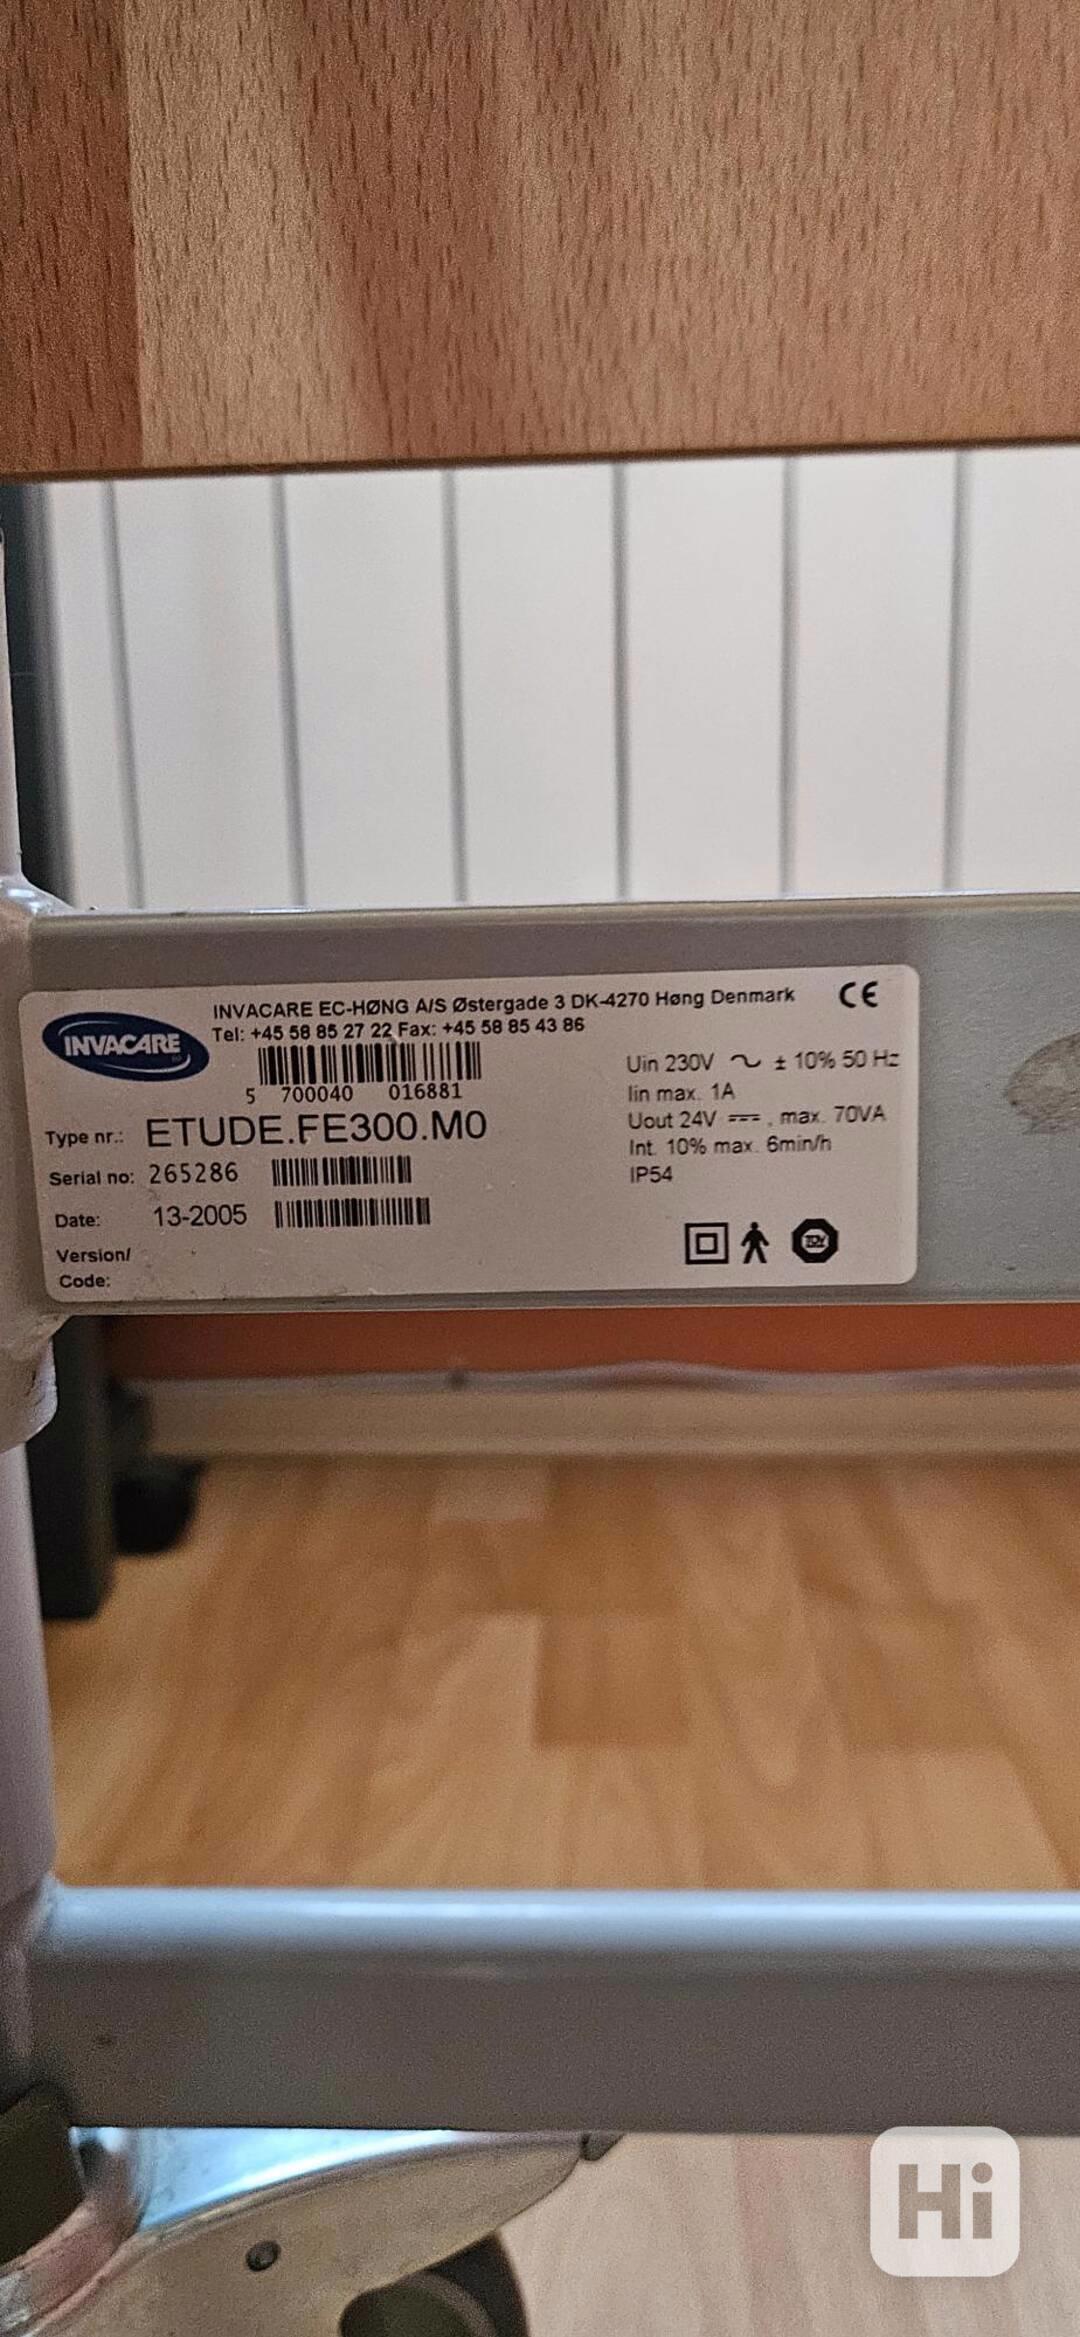 INVACARE EC-HØNG A/S Østergade 3 DK-4270 Høng Denmark
CE
INVACARE
Tel: +45 58 85 27 22 Fax: +45 58 85 43 86
5 700040 016881
Type nr.: ETUDE.FE300.M0
Serial no: 265286
Date: 13-2005
Version/
Code:
Uin 230V ~ ± 10% 50 Hz
Iin max. 1A
Uout 24V ⎓, max. 70VA
Int. 10% max. 6min/h
IP54
TÜV
Hi